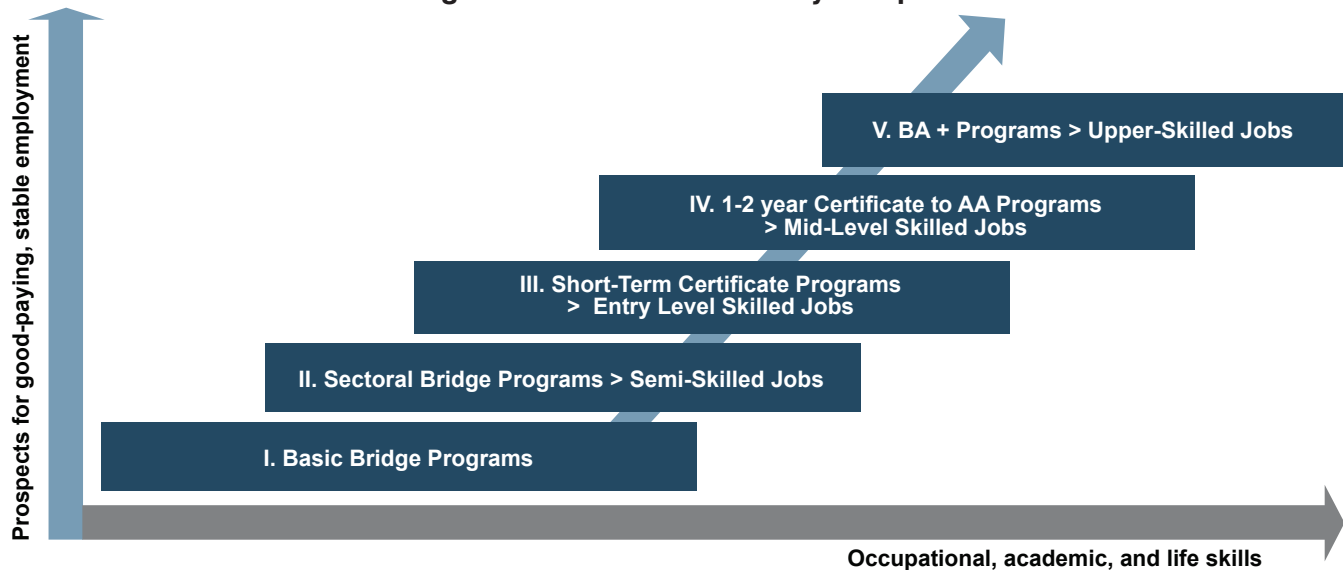 Prospects for good-paying, stable employment
V. BA + Programs > Upper-Skilled Jobs
IV. 1-2 year Certificate to AA Programs
> Mid-Level Skilled Jobs
III. Short-Term Certificate Programs
> Entry Level Skilled Jobs
II. Sectoral Bridge Programs > Semi-Skilled Jobs
I. Basic Bridge Programs
Occupational, academic, and life skills